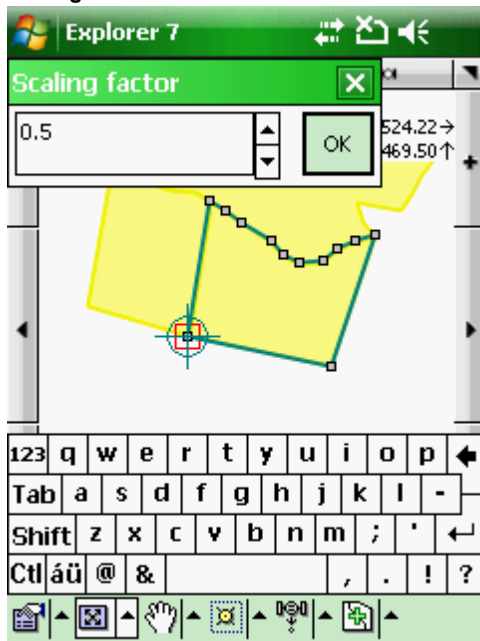 Explorer 7
Scaling factor
0.5
OK
524.22→
469.50↑
123 q w e r t y u i o p
Tab a s d f g h j k l -
Shift z x c v b n m ; '
Ctl áü @ & , . ! ?